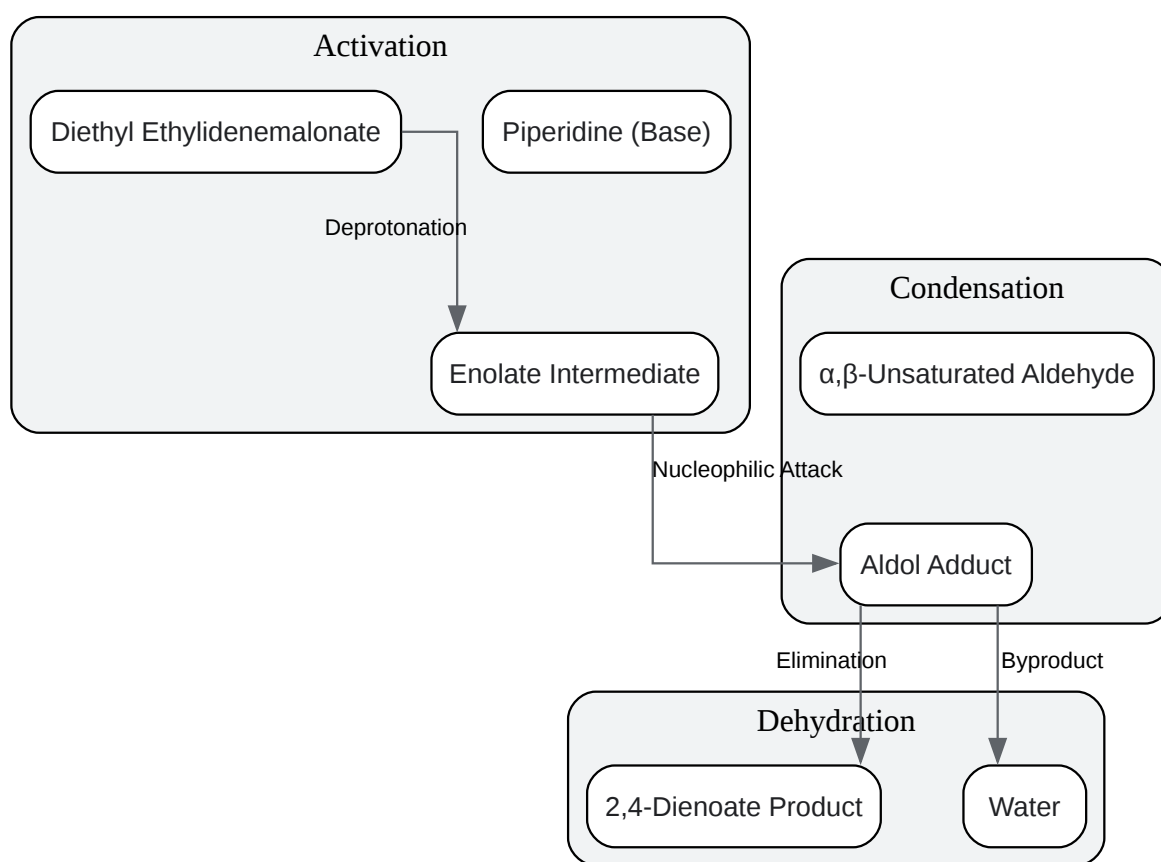 Activation
Diethyl Ethylidenemalonate
Piperidine (Base)
Deprotonation
Enolate Intermediate
Condensation
α,β-Unsaturated Aldehyde
Nucleophilic Attack
Aldol Adduct
Elimination
Byproduct
Dehydration
2,4-Dienoate Product
Water